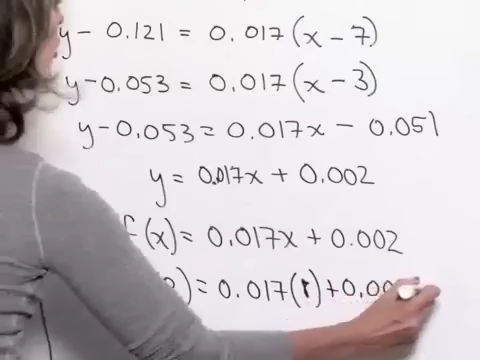 y - 0.121 = 0.017(x - 7)
y - 0.053 = 0.017(x - 3)
y - 0.053 = 0.017x - 0.051
y = 0.017x + 0.002
f(x) = 0.017x + 0.002
) = 0.017(1) + 0.00